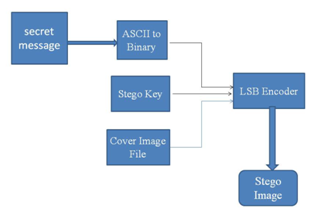 secret
message
ASCII to
Binary
Stego Key
LSB Encoder
Cover Image
File
Stego
Image